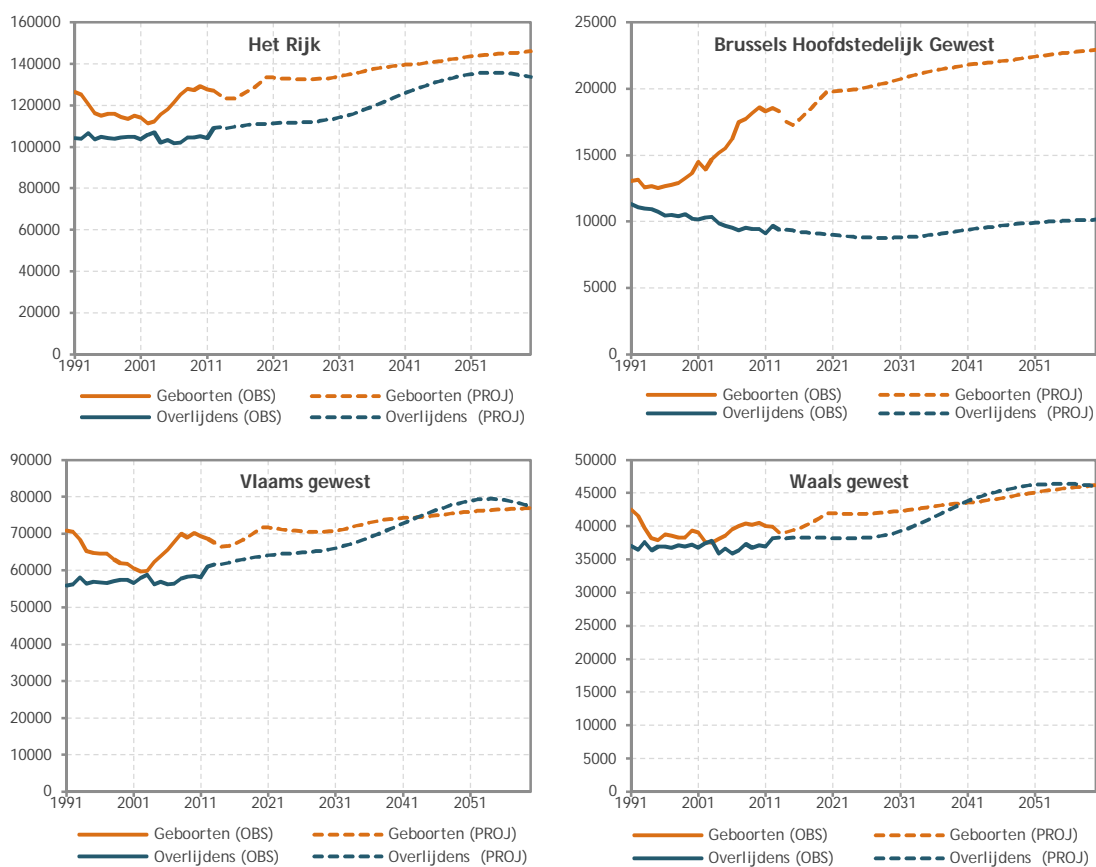 Het Rijk
160000
140000
120000
100000
80000
60000
40000
20000
0
1991 2001 2011 2021 2031 2041 2051
Geboorten (OBS) Geboorten (PROJ)
Overlijdens (OBS) Overlijdens (PROJ)
Brussels Hoofdstedelijk Gewest
25000
20000
15000
10000
5000
0
1991 2001 2011 2021 2031 2041 2051
Geboorten (OBS) Geboorten (PROJ)
Overlijdens (OBS) Overlijdens (PROJ)
Vlaams gewest
90000
80000
70000
60000
50000
40000
30000
20000
10000
0
1991 2001 2011 2021 2031 2041 2051
Geboorten (OBS) Geboorten (PROJ)
Overlijdens (OBS) Overlijdens (PROJ)
Waals gewest
50000
45000
40000
35000
30000
25000
20000
15000
10000
5000
0
1991 2001 2011 2021 2031 2041 2051
Geboorten (OBS) Geboorten (PROJ)
Overlijdens (OBS) Overlijdens (PROJ)